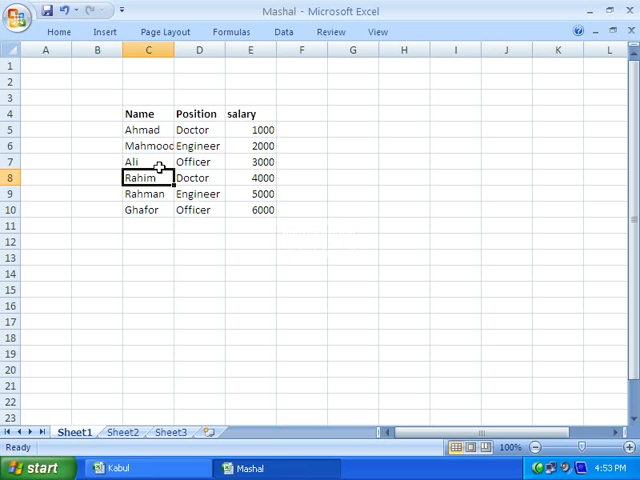 Mashal - Microsoft Excel
Home Insert Page Layout Formulas Data Review View
A B C D E F G H I J K L
1
2
3
4 Name Position salary
5 Ahmad Doctor 1000
6 Mahmood Engineer 2000
7 Ali Officer 3000
8 Rahim Doctor 4000
9 Rahman Engineer 5000
10 Ghafor Officer 6000
11
12
13
14
15
16
17
18
19
20
21
22
23
Sheet1 Sheet2 Sheet3
Ready 100%
start Kabul Mashal 4:53 PM